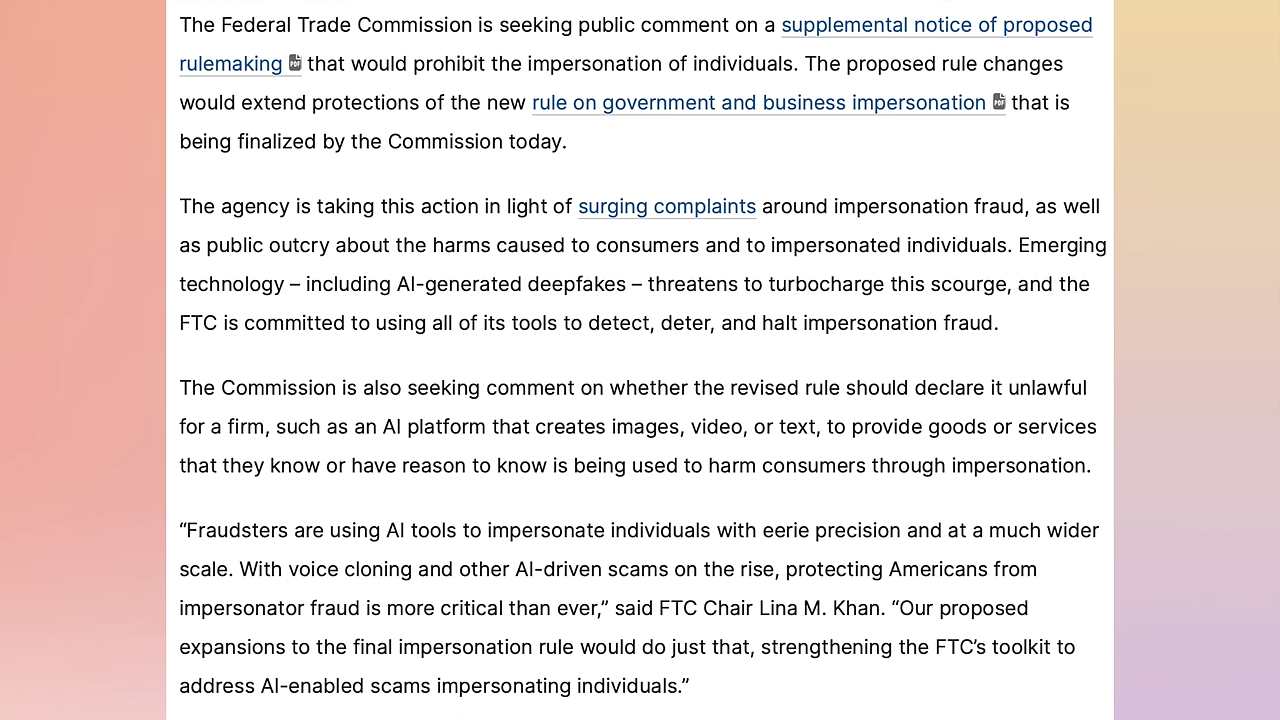 The Federal Trade Commission is seeking public comment on a supplemental notice of proposed
rulemaking that would prohibit the impersonation of individuals. The proposed rule changes
would extend protections of the new rule on government and business impersonation that is
being finalized by the Commission today.
The agency is taking this action in light of surging complaints around impersonation fraud, as well
as public outcry about the harms caused to consumers and to impersonated individuals. Emerging
technology – including AI-generated deepfakes – threatens to turbocharge this scourge, and the
FTC is committed to using all of its tools to detect, deter, and halt impersonation fraud.
The Commission is also seeking comment on whether the revised rule should declare it unlawful
for a firm, such as an AI platform that creates images, video, or text, to provide goods or services
that they know or have reason to know is being used to harm consumers through impersonation.
“Fraudsters are using AI tools to impersonate individuals with eerie precision and at a much wider
scale. With voice cloning and other AI-driven scams on the rise, protecting Americans from
impersonator fraud is more critical than ever,” said FTC Chair Lina M. Khan. “Our proposed
expansions to the final impersonation rule would do just that, strengthening the FTC’s toolkit to
address AI-enabled scams impersonating individuals.”